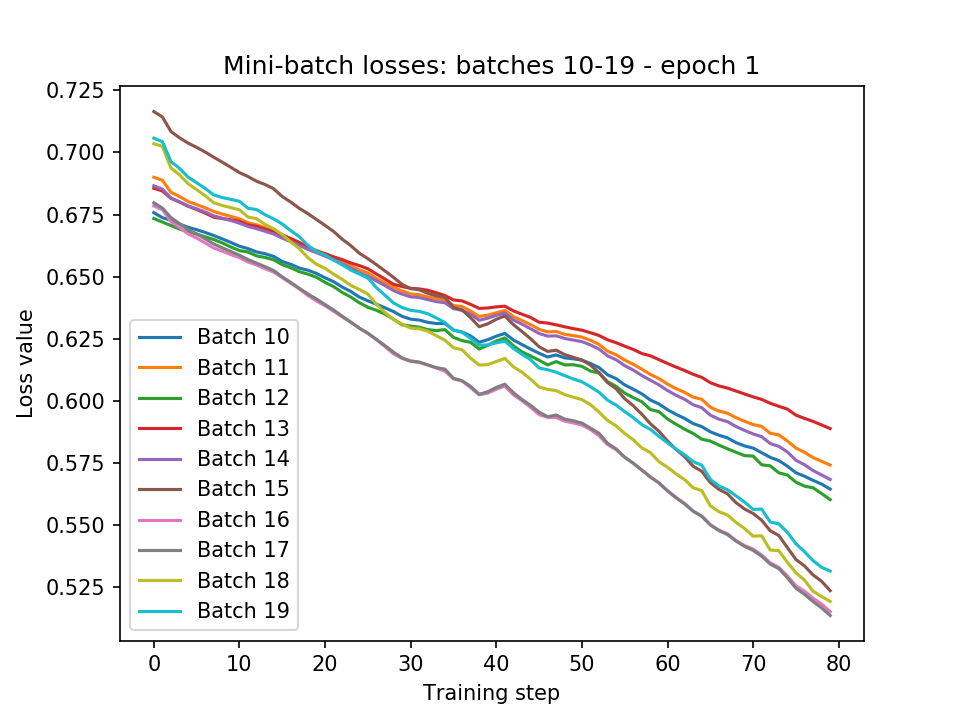 Mini-batch losses: batches 10-19 - epoch 1
0.725
0.700
0.675
0.650
0.625
0.600
0.575
0.550
0.525
Loss value
Batch 10
Batch 11
Batch 12
Batch 13
Batch 14
Batch 15
Batch 16
Batch 17
Batch 18
Batch 19
0 10 20 30 40 50 60 70 80
Training step